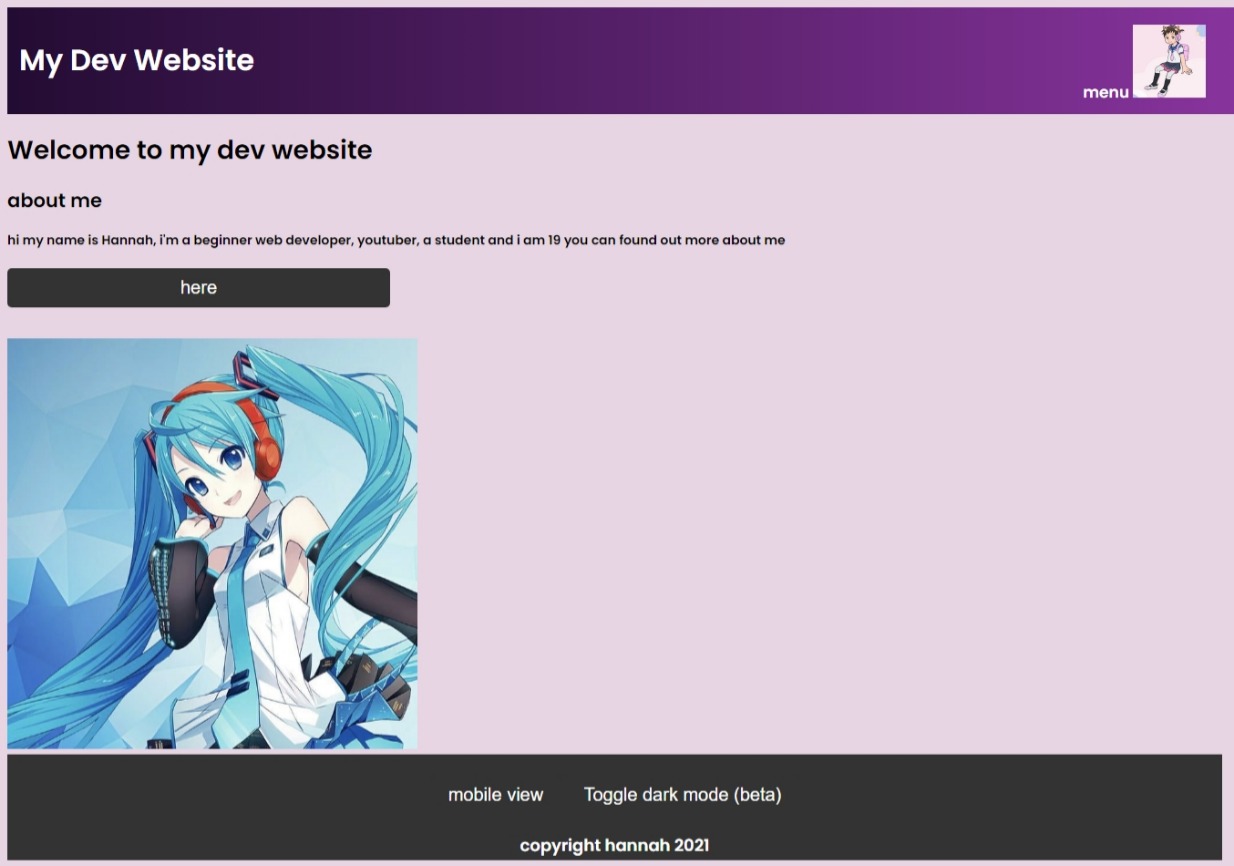 My Dev Website
menu
Welcome to my dev website
about me
hi my name is Hannah, i'm a beginner web developer, youtuber, a student and i am 19 you can found out more about me
here
mobile view Toggle dark mode (beta)
copyright hannah 2021